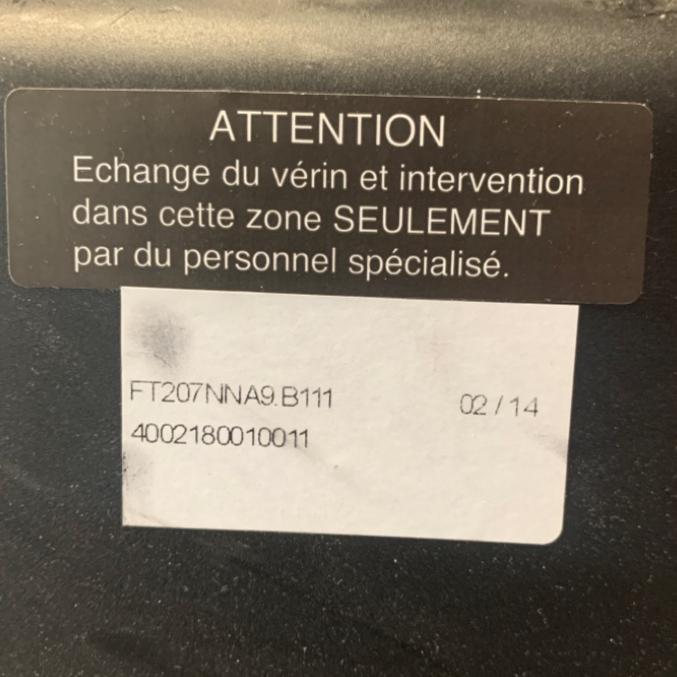 ATTENTION
Echange du vérin et intervention
dans cette zone SEULEMENT
par du personnel spécialisé.
FT207NNA9.B111 02/14
4002180010011